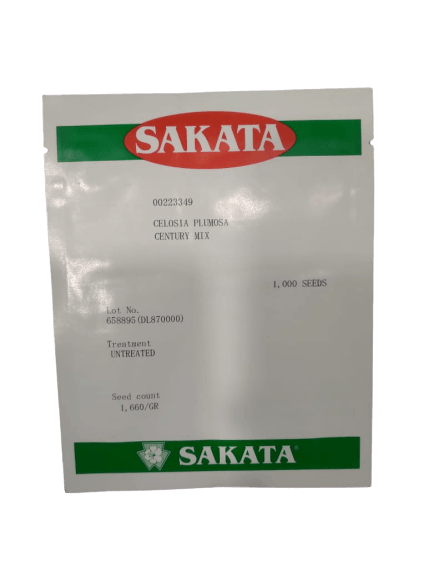 SAKATA
00223349
CELOSIA PLUMOSA
CENTURY MIX
1,000 SEEDS
Lot No.
658895(DL870000)
Treatment
UNTREATED
Seed count
1,660/GR
SAKATA®